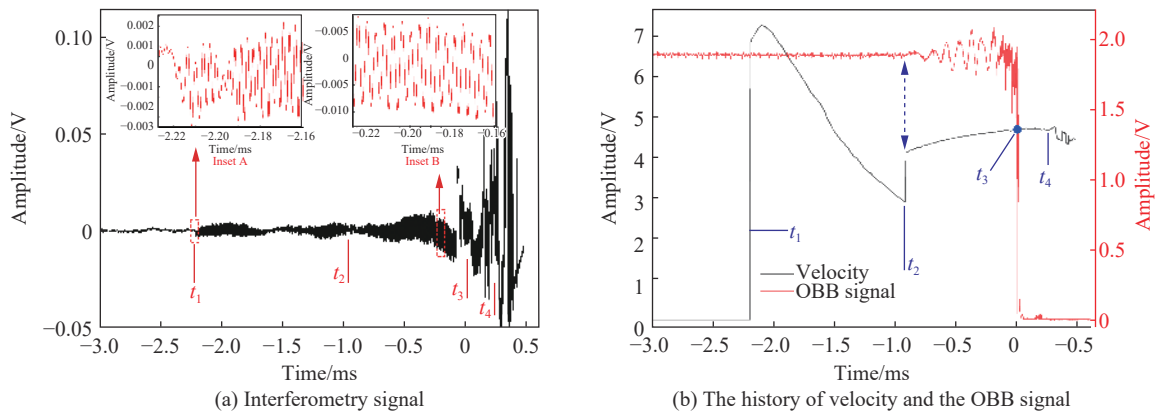 0.10
0.05
0
−0.05
Amplitude/V
0.002
0.001
0
−0.001
−0.002
−0.003
Amplitude/V
−2.22 −2.20 −2.18 −2.16
Time/ms
Inset A
−0.005
0
−0.005
−0.010
Amplitude/V
−0.22 −0.20 −0.18 −0.16
Time/ms
Inset B
t1
t2
t3
t4
−3.0 −2.5 −2.0 −1.5 −1.0 −0.5 0 0.5
Time/ms
(a) Interferometry signal
7
6
5
4
3
2
1
0
Amplitude/V
t1
t2
t3
t4
Velocity
OBB signal
2.0
1.5
1.0
0.5
0
Amplitude/V
−3.0 −2.5 −2.0 −1.5 −1.0 −0.5 0 −0.5
Time/ms
(b) The history of velocity and the OBB signal